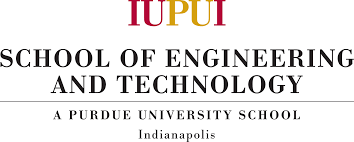 IUPUI
SCHOOL OF ENGINEERING
AND TECHNOLOGY
A PURDUE UNIVERSITY SCHOOL
Indianapolis